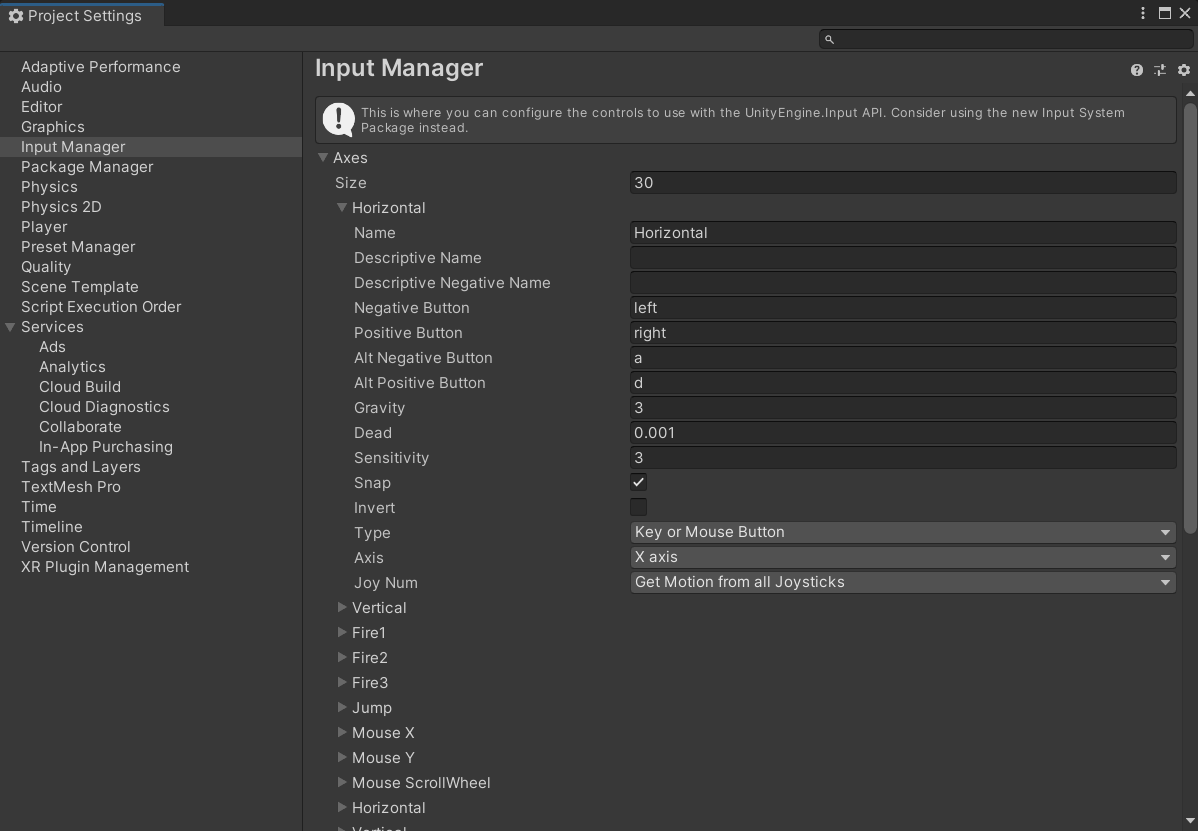 Project Settings
Adaptive Performance
Audio
Editor
Graphics
Input Manager
Package Manager
Physics
Physics 2D
Player
Preset Manager
Quality
Scene Template
Script Execution Order
Services
Ads
Analytics
Cloud Build
Cloud Diagnostics
Collaborate
In-App Purchasing
Tags and Layers
TextMesh Pro
Time
Timeline
Version Control
XR Plugin Management
Input Manager
This is where you can configure the controls to use with the UnityEngine.Input API. Consider using the new Input System
Package instead.
Axes
Size 30
Horizontal
Name Horizontal
Descriptive Name
Descriptive Negative Name
Negative Button left
Positive Button right
Alt Negative Button a
Alt Positive Button d
Gravity 3
Dead 0.001
Sensitivity 3
Snap
Invert
Type Key or Mouse Button
Axis X axis
Joy Num Get Motion from all Joysticks
Vertical
Fire1
Fire2
Fire3
Jump
Mouse X
Mouse Y
Mouse ScrollWheel
Horizontal
Vertical